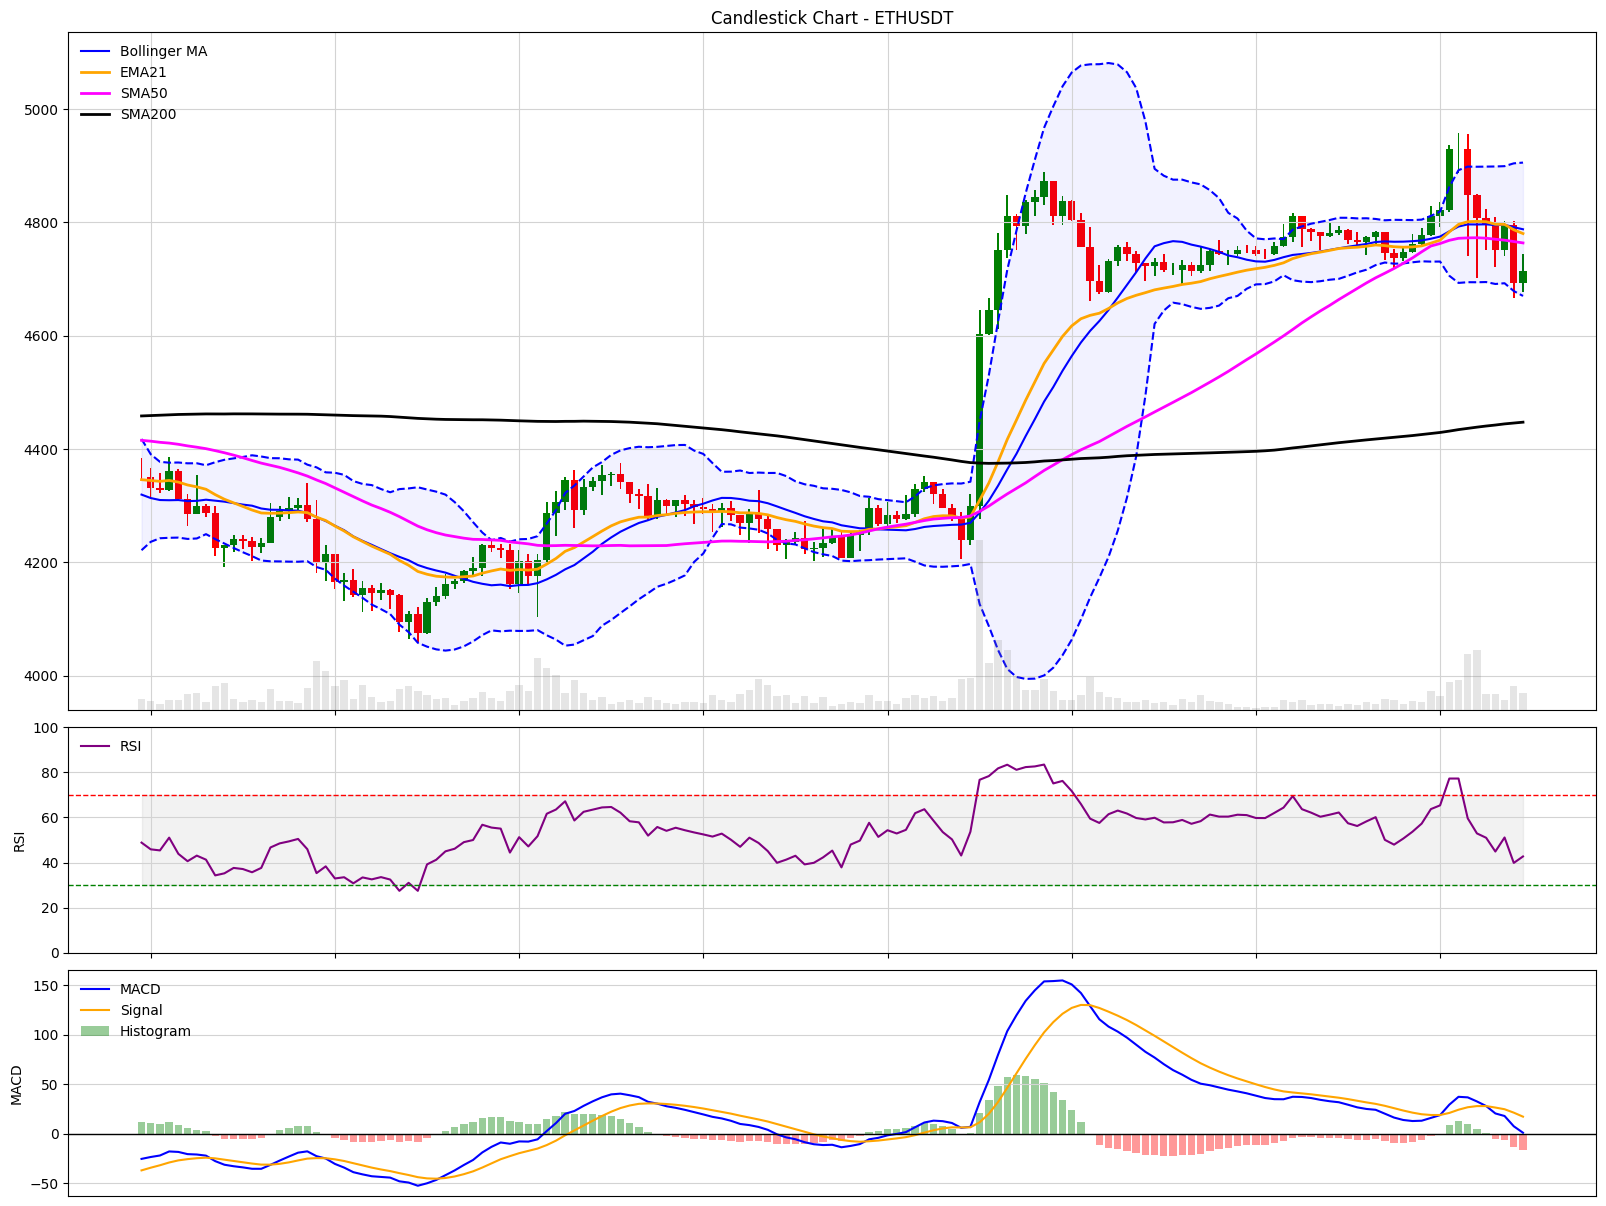 Candlestick Chart - ETHUSDT
Bollinger MA
EMA21
SMA50
SMA200
5000
4800
4600
4400
4200
4000
100
80
60
40
20
0
RSI
RSI
150
100
50
0
−50
MACD
MACD
Signal
Histogram